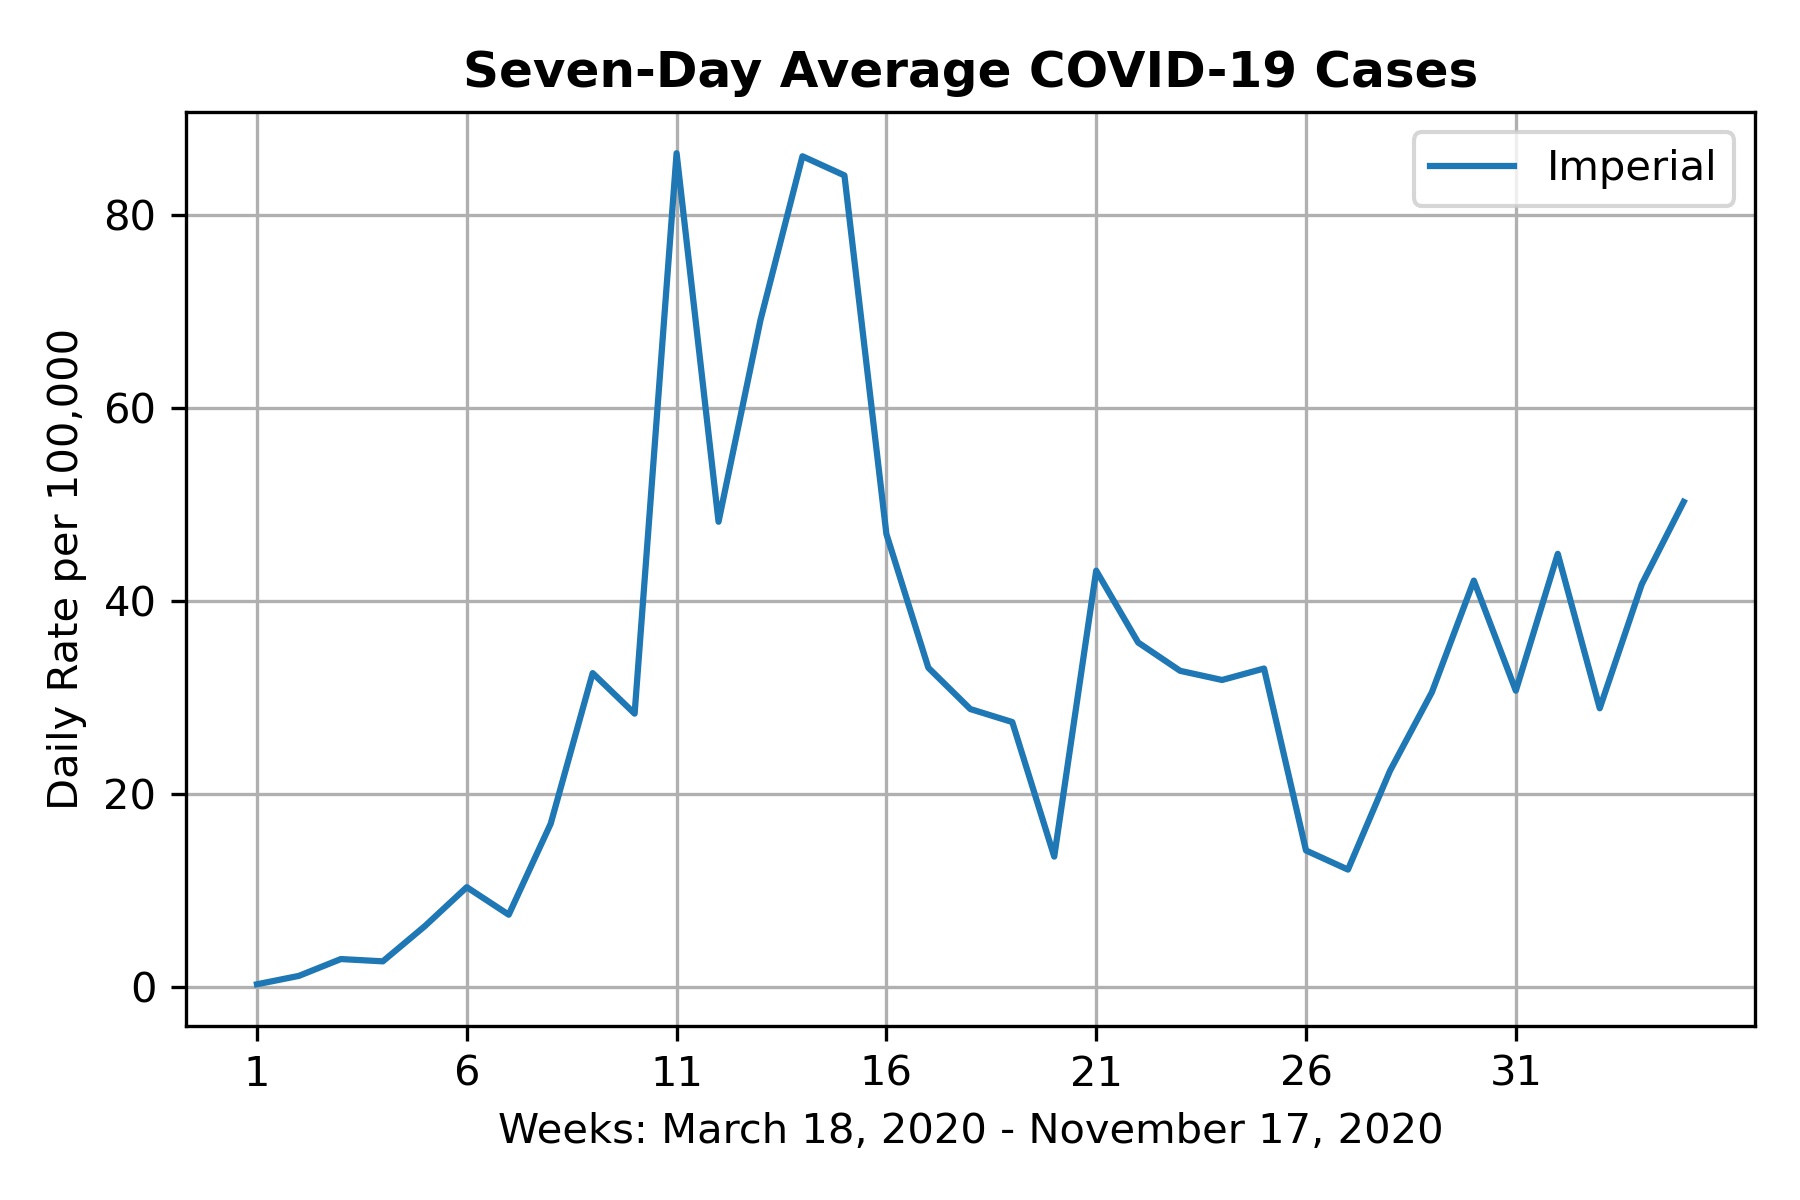 Seven-Day Average COVID-19 Cases
Imperial
80
60
40
20
0
Daily Rate per 100,000
1 6 11 16 21 26 31
Weeks: March 18, 2020 - November 17, 2020